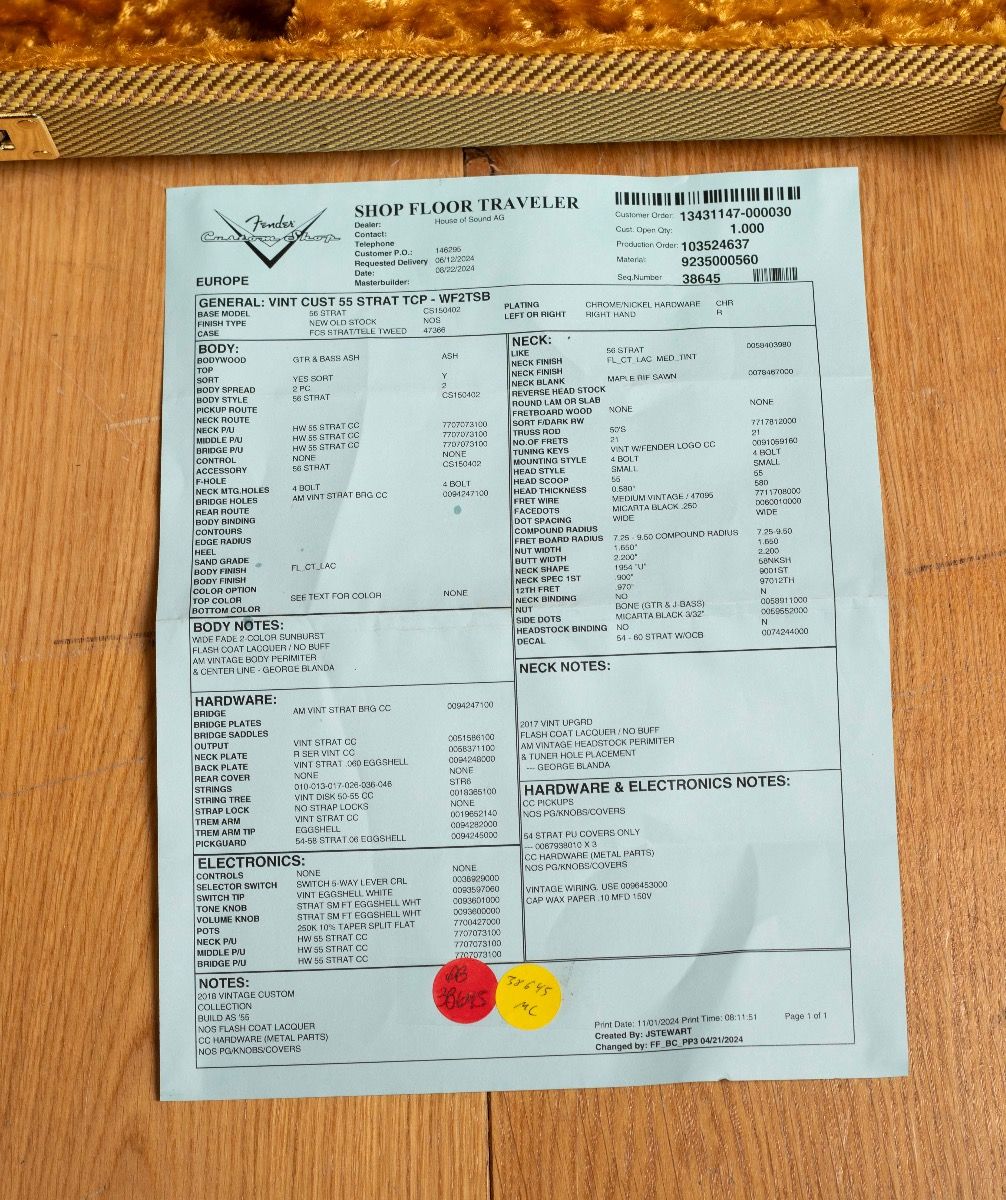 Fender
Custom Shop
EUROPE
SHOP FLOOR TRAVELER
Dealer: House of Sound AG
Contact:
Telephone
Customer P.O.: 146295
Requested Delivery 06/12/2024
Date: 08/22/2024
Masterbuilder:
Customer Order: 13431147-000030
Cust. Open Qty: 1.000
Production Order: 103524637
Material: 9235000560
Seq.Number 38645
GENERAL: VINT CUST 55 STRAT TCP - WF2TSB
BASE MODEL 56 STRAT CS150402
FINISH TYPE NEW OLD STOCK NOS
CASE FCS STRAT/TELE TWEED 47366
PLATING CHROME/NICKEL HARDWARE CHR
LEFT OR RIGHT RIGHT HAND R
BODY:
BODYWOOD GTR & BASS ASH ASH
TOP
SORT YES SORT Y
BODY SPREAD 2 PC 2
BODY STYLE 56 STRAT CS150402
PICKUP ROUTE
NECK ROUTE
NECK P/U HW 55 STRAT CC 7707073100
MIDDLE P/U HW 55 STRAT CC 7707073100
BRIDGE P/U HW 55 STRAT CC 7707073100
CONTROL NONE NONE
ACCESSORY 56 STRAT CS150402
F-HOLE
NECK MTG.HOLES 4 BOLT 4 BOLT
BRIDGE HOLES AM VINT STRAT BRG CC 0094247100
REAR ROUTE
BODY BINDING
CONTOURS
EDGE RADIUS
HEEL
SAND GRADE
BODY FINISH FL_CT_LAC
BODY FINISH
COLOR OPTION
TOP COLOR SEE TEXT FOR COLOR NONE
BOTTOM COLOR
BODY NOTES:
WIDE FADE 2-COLOR SUNBURST
FLASH COAT LACQUER / NO BUFF
AM VINTAGE BODY PERIMITER
& CENTER LINE - GEORGE BLANDA
HARDWARE:
BRIDGE AM VINT STRAT BRG CC 0094247100
BRIDGE PLATES
BRIDGE SADDLES
OUTPUT VINT STRAT CC 0051586100
NECK PLATE R SER VINT CC 0058371100
BACK PLATE VINT STRAT .060 EGGSHELL 0094248000
REAR COVER NONE NONE
STRINGS 010-013-017-026-036-046 STR6
STRING TREE VINT DISK 50-55 CC 0018365100
STRAP LOCK NO STRAP LOCKS NONE
TREM ARM VINT STRAT CC 0019652140
TREM ARM TIP EGGSHELL 0094282000
PICKGUARD 54-58 STRAT.06 EGGSHELL 0094245000
ELECTRONICS:
CONTROLS NONE NONE
SELECTOR SWITCH SWITCH 5-WAY LEVER CRL 0038929000
SWITCH TIP VINT EGGSHELL WHITE 0093597060
TONE KNOB STRAT SM FT EGGSHELL WHT 0093601000
VOLUME KNOB STRAT SM FT EGGSHELL WHT 0093600000
POTS 250K 10% TAPER SPLIT FLAT 7700427000
NECK P/U HW 55 STRAT CC 7707073100
MIDDLE P/U HW 55 STRAT CC 7707073100
BRIDGE P/U HW 55 STRAT CC 7707073100
NOTES:
2018 VINTAGE CUSTOM
COLLECTION
BUILD AS '55
NOS FLASH COAT LACQUER
CC HARDWARE (METAL PARTS)
NOS PG/KNOBS/COVERS
NECK:
LIKE 56 STRAT 0058403980
NECK FINISH FL_CT_LAC_MED_TINT
NECK FINISH
NECK BLANK MAPLE RIF SAWN 0078467000
REVERSE HEAD STOCK
ROUND LAM OR SLAB
FRETBOARD WOOD NONE NONE
SORT F/DARK RW
TRUSS ROD 50'S 7717812000
NO.OF FRETS 21 21
TUNING KEYS VINT W/FENDER LOGO CC 0091069160
MOUNTING STYLE 4 BOLT 4 BOLT
HEAD STYLE SMALL SMALL
HEAD SCOOP 55 55
HEAD THICKNESS 0.580" 580
FRET WIRE MEDIUM VINTAGE / 47095 7711708000
FACEDOTS MICARTA BLACK .250 0060010000
DOT SPACING WIDE WIDE
COMPOUND RADIUS
FRET BOARD RADIUS 7.25 - 9.50 COMPOUND RADIUS 7.25-9.50
NUT WIDTH 1.650" 1.650
BUTT WIDTH 2.200" 2.200
NECK SHAPE 1954 "U" 58NKSH
NECK SPEC 1ST .900" 9001ST
12TH FRET .970" 97012TH
NECK BINDING NO N
NUT BONE (GTR & J-BASS) 0058911000
SIDE DOTS MICARTA BLACK 3/32" 0059552000
HEADSTOCK BINDING NO N
DECAL 54 - 60 STRAT W/OCB 0074244000
NECK NOTES:
2017 VINT UPGRD
FLASH COAT LACQUER / NO BUFF
AM VINTAGE HEADSTOCK PERIMITER
& TUNER HOLE PLACEMENT
--- GEORGE BLANDA
HARDWARE & ELECTRONICS NOTES:
CC PICKUPS
NOS PG/KNOBS/COVERS
54 STRAT PU COVERS ONLY
--- 0067938010 X 3
CC HARDWARE (METAL PARTS)
NOS PG/KNOBS/COVERS
VINTAGE WIRING. USE 0096453000
CAP WAX PAPER .10 MFD 150V
38645
38645
MC
Print Date: 11/01/2024 Print Time: 08:11:51 Page 1 of 1
Created By: JSTEWART
Changed by: FF_BC_PP3 04/21/2024